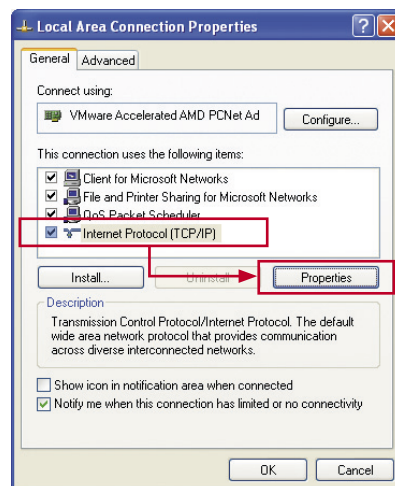 Local Area Connection Properties
General Advanced
Connect using:
VMware Accelerated AMD PCNet Ad
Configure...
This connection uses the following items:
Client for Microsoft Networks
File and Printer Sharing for Microsoft Networks
QoS Packet Scheduler
Internet Protocol (TCP/IP)
Install... Uninstall Properties
Description
Transmission Control Protocol/Internet Protocol. The default
wide area network protocol that provides communication
across diverse interconnected networks.
Show icon in notification area when connected
Notify me when this connection has limited or no connectivity
OK Cancel